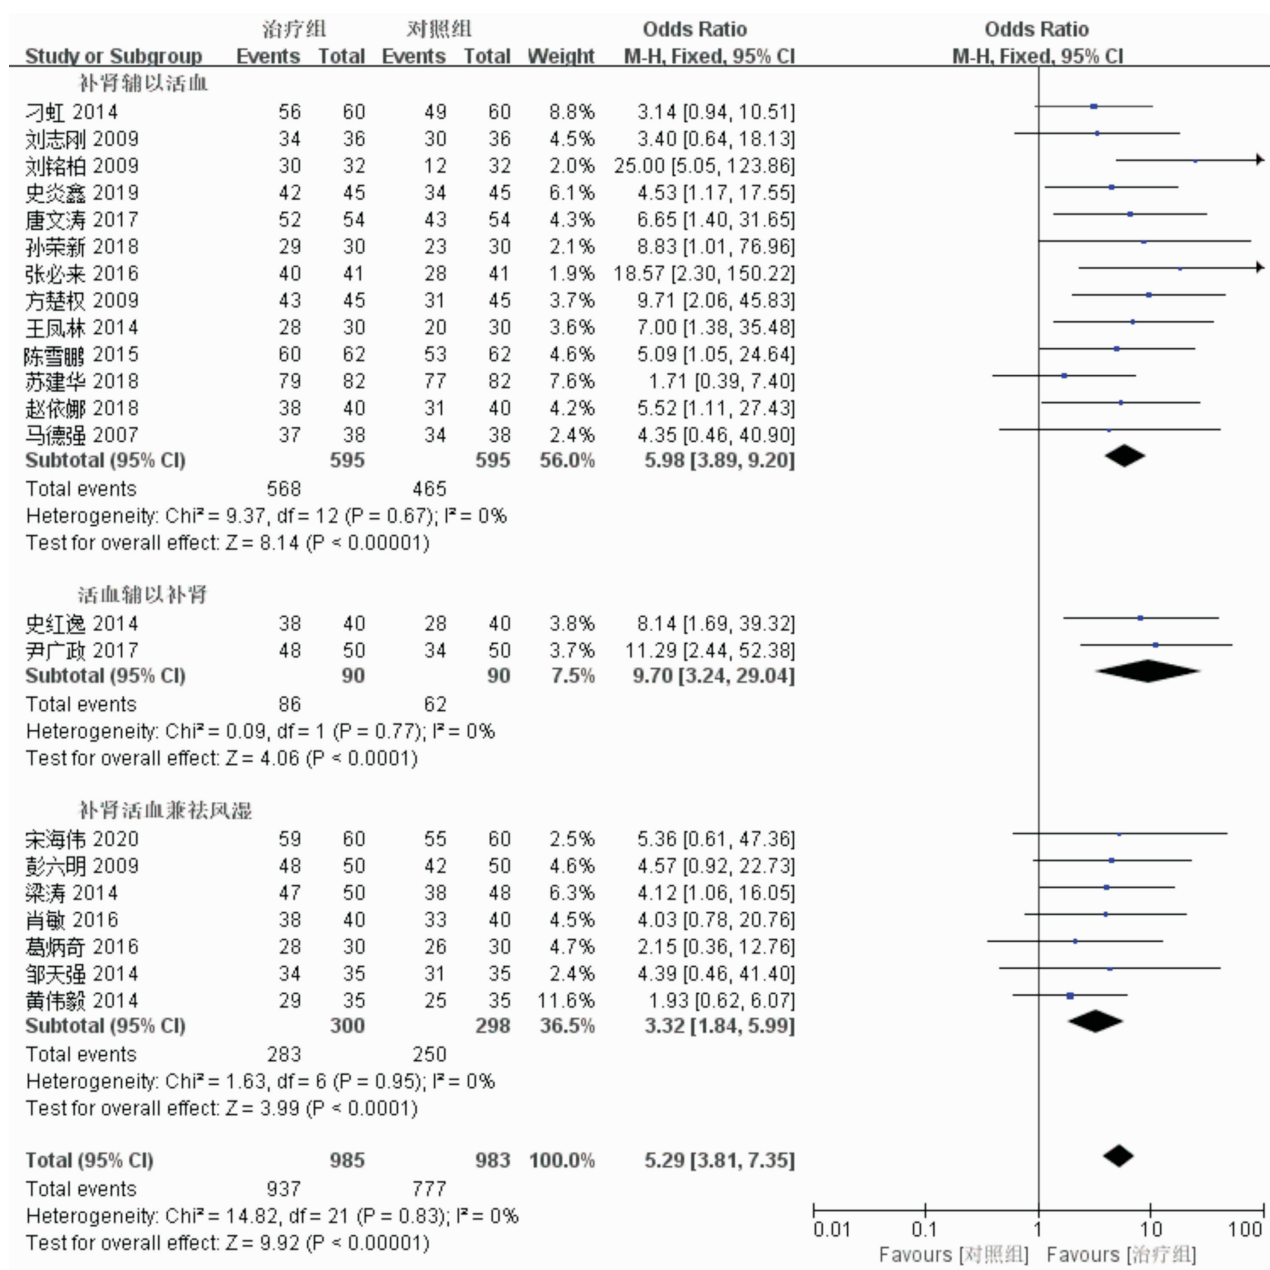 治疗组 对照组 Odds Ratio Odds Ratio
Study or Subgroup Events Total Events Total Weight M-H, Fixed, 95% CI M-H, Fixed, 95% CI
补肾辅以活血
刁虹 2014 56 60 49 60 8.8% 3.14 [0.94, 10.51]
刘志刚 2009 34 36 30 36 4.5% 3.40 [0.64, 18.13]
刘铭柏 2009 30 32 12 32 2.0% 25.00 [5.05, 123.86]
史炎鑫 2019 42 45 34 45 6.1% 4.53 [1.17, 17.55]
唐文涛 2017 52 54 43 54 4.3% 6.65 [1.40, 31.65]
孙荣新 2018 29 30 23 30 2.1% 8.83 [1.01, 76.96]
张必来 2016 40 41 28 41 1.9% 18.57 [2.30, 150.22]
方楚权 2009 43 45 31 45 3.7% 9.71 [2.06, 45.83]
王凤林 2014 28 30 20 30 3.6% 7.00 [1.38, 35.48]
陈雪鹏 2015 60 62 53 62 4.6% 5.09 [1.05, 24.64]
苏建华 2018 79 82 77 82 7.6% 1.71 [0.39, 7.40]
赵依娜 2018 38 40 31 40 4.2% 5.52 [1.11, 27.43]
马德强 2007 37 38 34 38 2.4% 4.35 [0.46, 40.90]
Subtotal (95% CI) 595 595 56.0% 5.98 [3.89, 9.20]
Total events 568 465
Heterogeneity: Chi² = 9.37, df = 12 (P = 0.67); I² = 0%
Test for overall effect: Z = 8.14 (P < 0.00001)
活血辅以补肾
史红逸 2014 38 40 28 40 3.8% 8.14 [1.69, 39.32]
尹广政 2017 48 50 34 50 3.7% 11.29 [2.44, 52.38]
Subtotal (95% CI) 90 90 7.5% 9.70 [3.24, 29.04]
Total events 86 62
Heterogeneity: Chi² = 0.09, df = 1 (P = 0.77); I² = 0%
Test for overall effect: Z = 4.06 (P < 0.0001)
补肾活血兼祛风湿
宋海伟 2020 59 60 55 60 2.5% 5.36 [0.61, 47.36]
彭六明 2009 48 50 42 50 4.6% 4.57 [0.92, 22.73]
梁涛 2014 47 50 38 48 6.3% 4.12 [1.06, 16.05]
肖敏 2016 38 40 33 40 4.5% 4.03 [0.78, 20.76]
葛炳奇 2016 28 30 26 30 4.7% 2.15 [0.36, 12.76]
邹天强 2014 34 35 31 35 2.4% 4.39 [0.46, 41.40]
黄伟毅 2014 29 35 25 35 11.6% 1.93 [0.62, 6.07]
Subtotal (95% CI) 300 298 36.5% 3.32 [1.84, 5.99]
Total events 283 250
Heterogeneity: Chi² = 1.63, df = 6 (P = 0.95); I² = 0%
Test for overall effect: Z = 3.99 (P < 0.0001)
Total (95% CI) 985 983 100.0% 5.29 [3.81, 7.35]
Total events 937 777
Heterogeneity: Chi² = 14.82, df = 21 (P = 0.83); I² = 0%
Test for overall effect: Z = 9.92 (P < 0.00001)
0.01 0.1 1 10 100
Favours [对照组] Favours [治疗组]